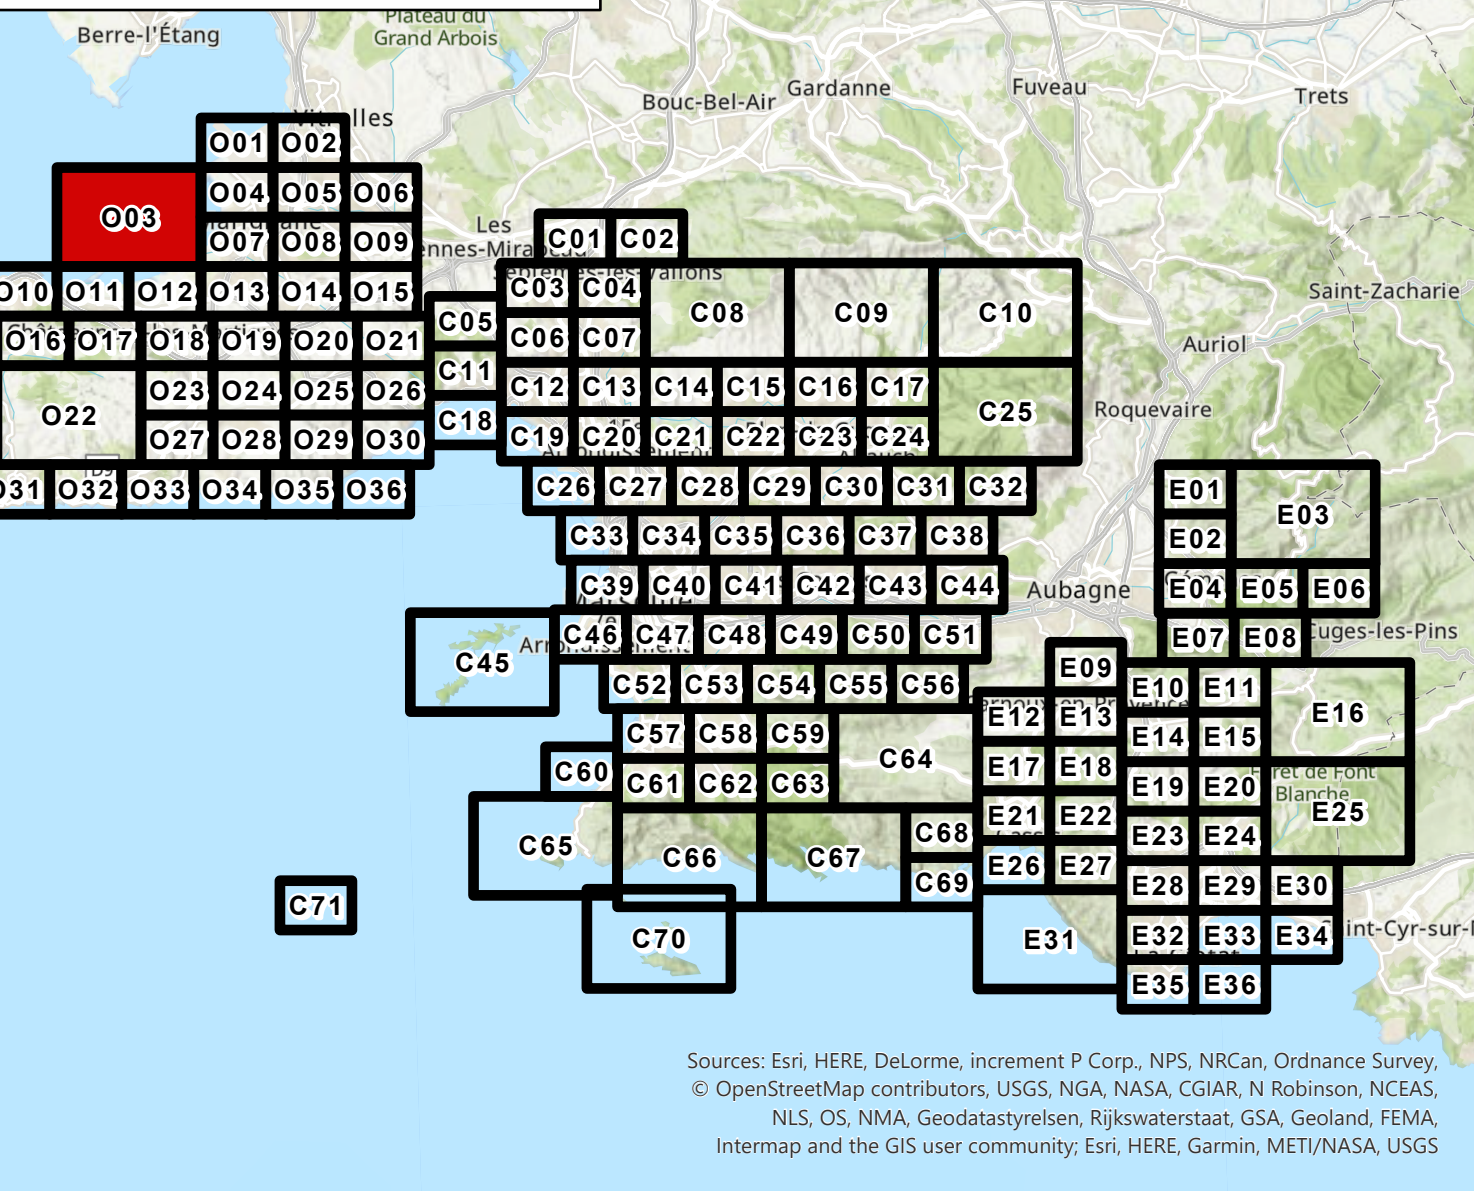 Plateau du
Grand Arbois
Berre-l'Étang
Gardanne
Fuveau
Bouc-Bel-Air
Trets
O01 O02
O03 O04 O05 O06
Les
O07 O08 O09
C01 C02
O10 O11 O12 O13 O14 O15
C03 C04
Saint-Zacharie
C08 C09 C10
C05
O16 O17 O18 O19 O20 O21
C06 C07
Auriol
C11
O22 O23 O24 O25 O26
C12 C13 C14 C15 C16 C17
C25
Roquevaire
C18
O27 O28 O29 O30
C19 C20 C21 C22 C23 C24
O31 O32 O33 O34 O35 O36
C26 C27 C28 C29 C30 C31 C32
E01
E03
C33 C34 C35 C36 C37 C38
E02
C39 C40 C41 C42 C43 C44
Aubagne
E04 E05 E06
C46 C47 C48 C49 C50 C51
E07 E08
Cuges-les-Pins
C45
E09
C52 C53 C54 C55 C56
E10 E11
E12 E13
E16
C57 C58 C59
E14 E15
C64
C60
E17 E18
C61 C62 C63
E19 E20
Forêt de Font
Blanche
E25
E21 E22
C68
E23 E24
C65 C66 C67
E26 E27
C69
E28 E29 E30
C71
C70
E31
E32 E33 E34
E35 E36
Sources: Esri, HERE, DeLorme, increment P Corp., NPS, NRCan, Ordnance Survey,
© OpenStreetMap contributors, USGS, NGA, NASA, CGIAR, N Robinson, NCEAS,
NLS, OS, NMA, Geodatastyrelsen, Rijkswaterstaat, GSA, Geoland, FEMA,
Intermap and the GIS user community; Esri, HERE, Garmin, METI/NASA, USGS